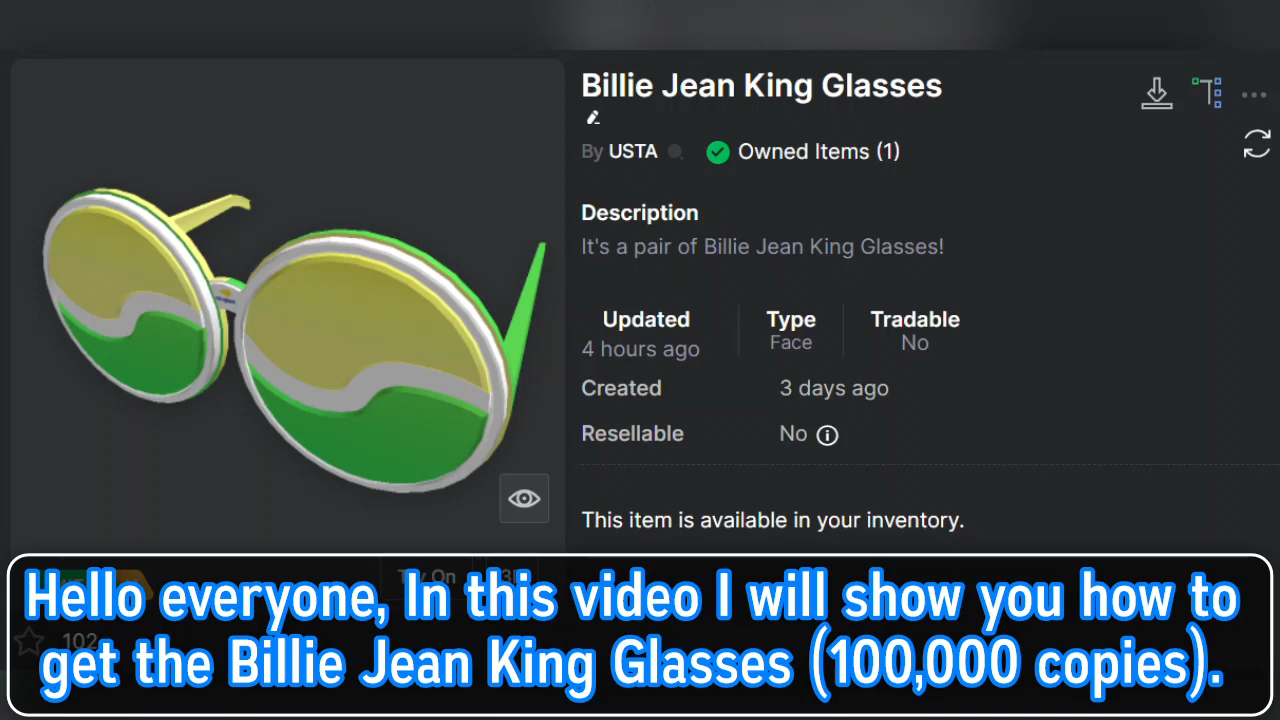 Billie Jean King Glasses
By USTA Owned Items (1)
Description
It's a pair of Billie Jean King Glasses!
Updated Type Tradable
4 hours ago Face No
Created 3 days ago
Resellable No
This item is available in your inventory.
Try On
102
Hello everyone, In this video I will show you how to
get the Billie Jean King Glasses (100,000 copies).